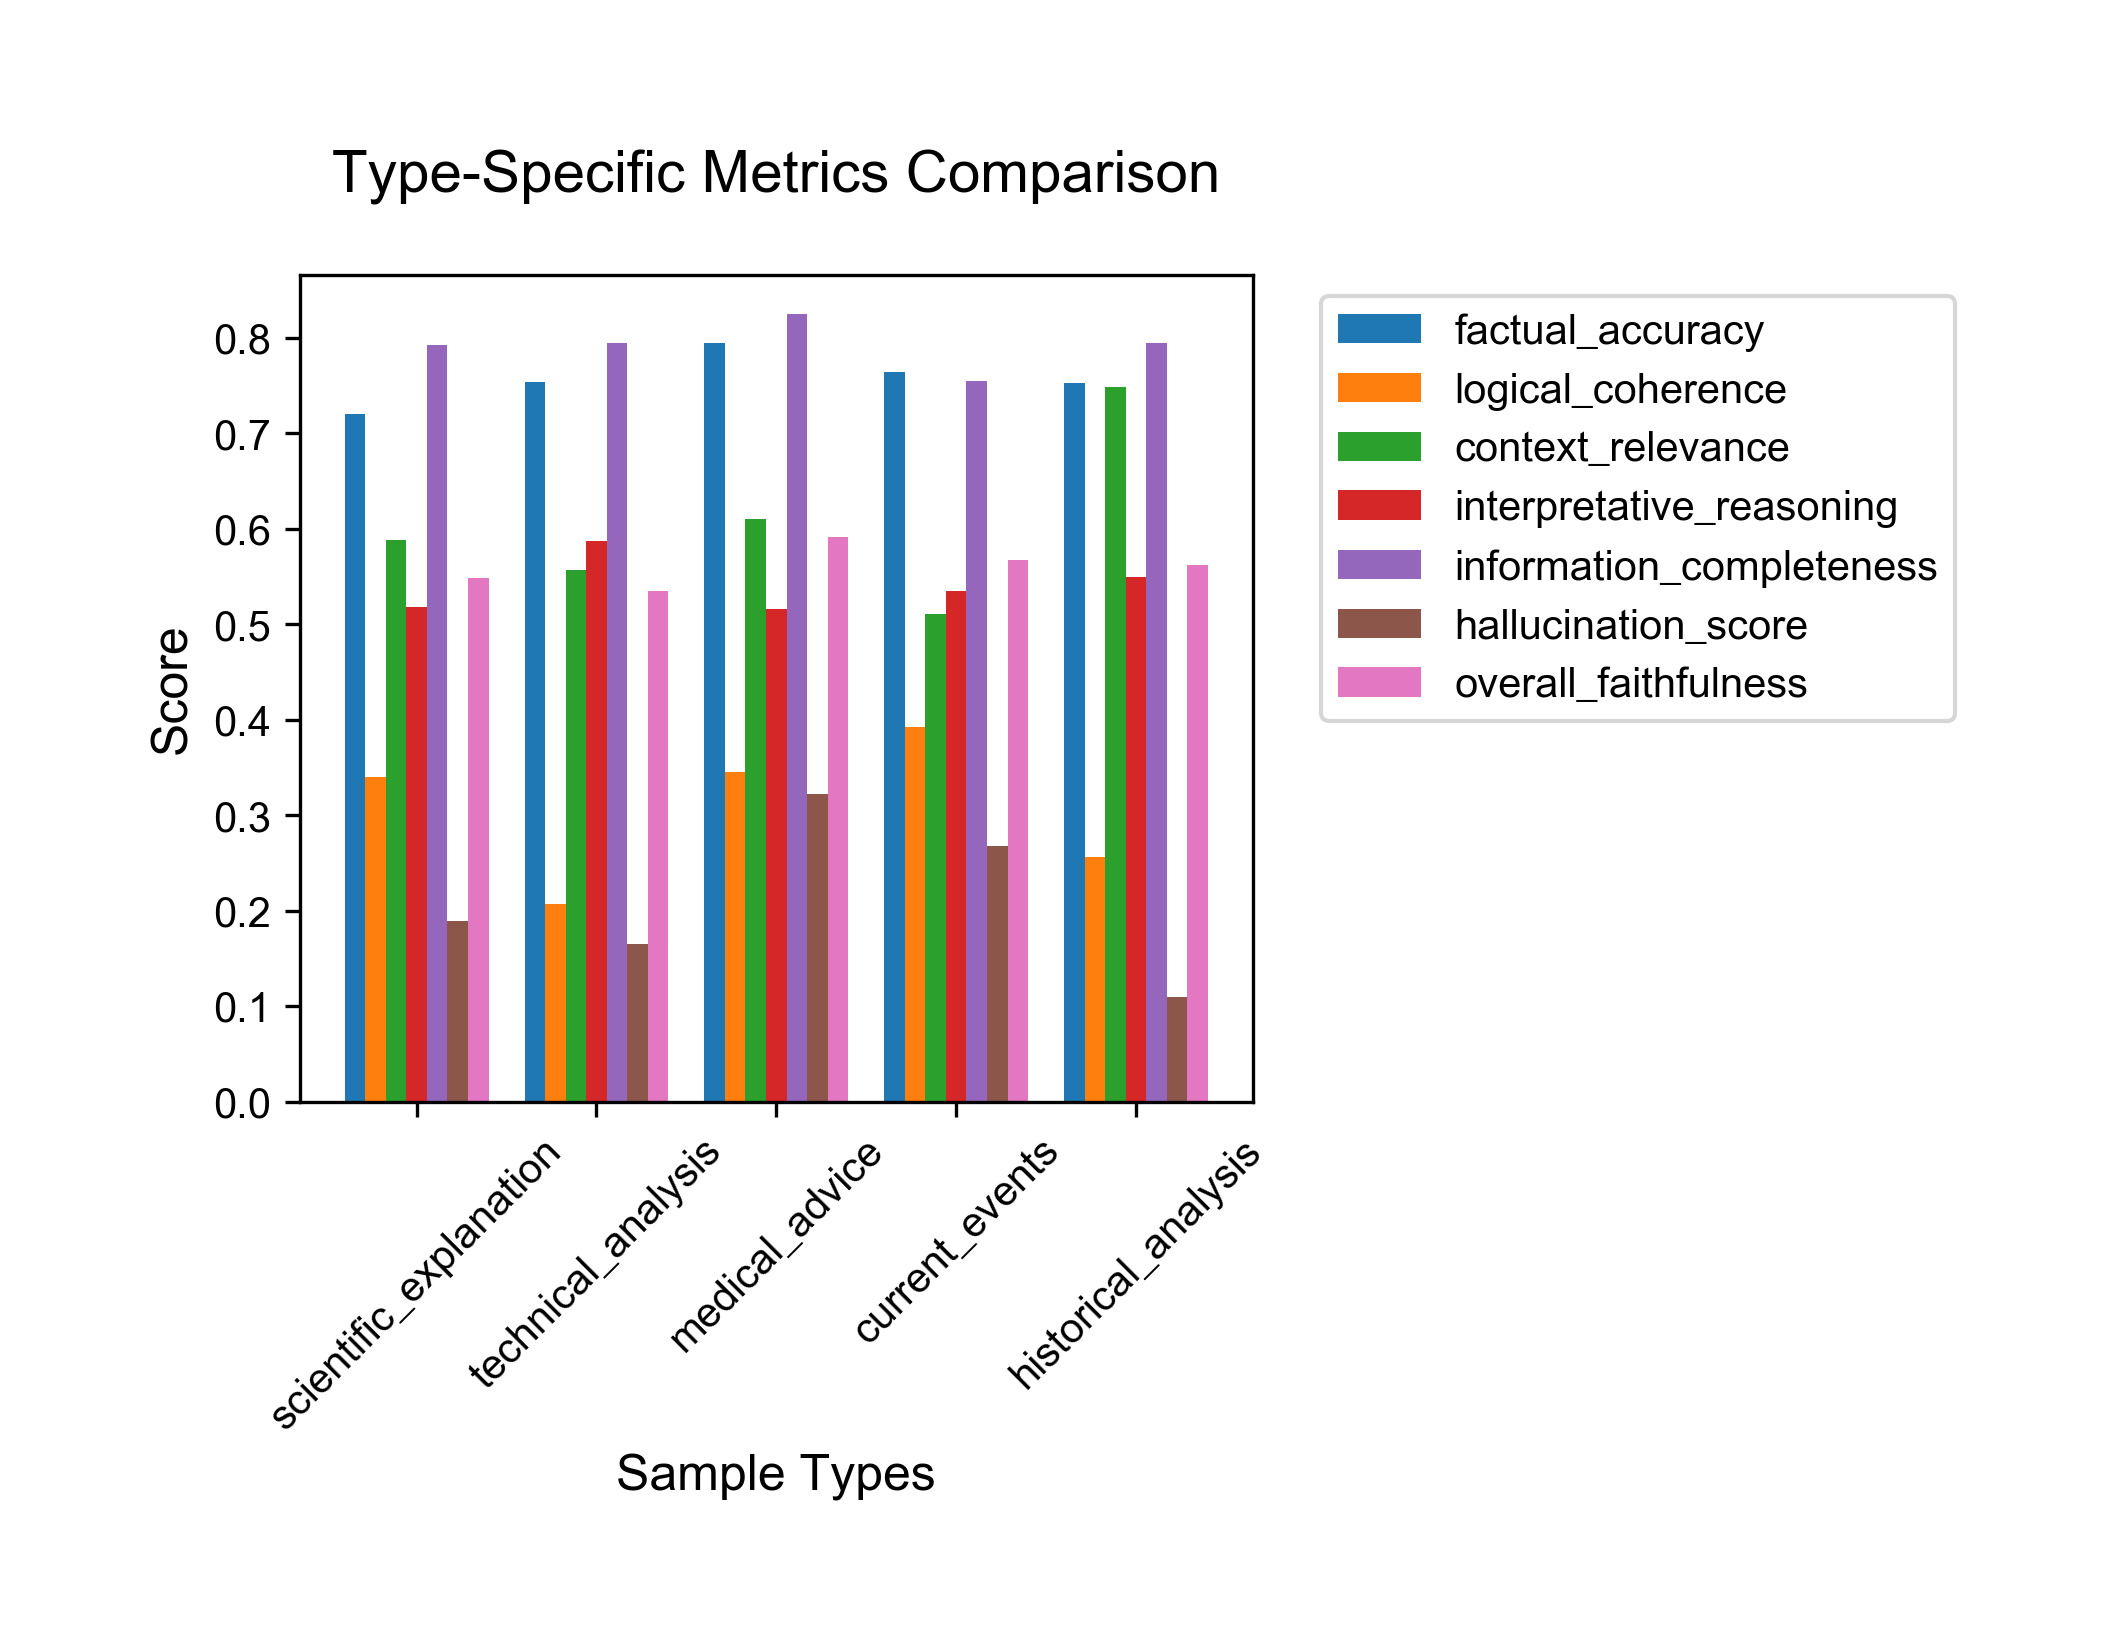 Type-Specific Metrics Comparison
0.8
0.7
0.6
0.5
0.4
0.3
0.2
0.1
0.0
Score
scientific_explanation
technical_analysis
medical_advice
current_events
historical_analysis
Sample Types
factual_accuracy
logical_coherence
context_relevance
interpretative_reasoning
information_completeness
hallucination_score
overall_faithfulness